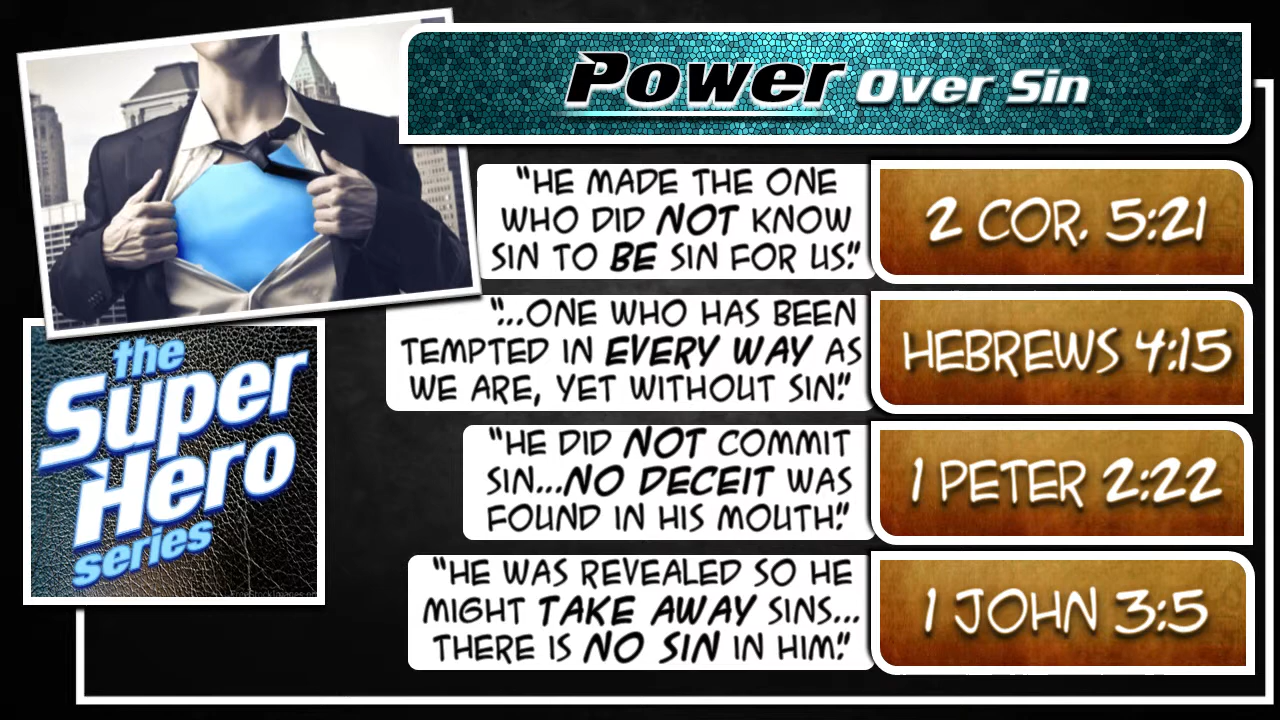 Power Over Sin
"HE MADE THE ONE
WHO DID NOT KNOW
SIN TO BE SIN FOR US."
2 COR. 5:21
"...ONE WHO HAS BEEN
TEMPTED IN EVERY WAY AS
WE ARE, YET WITHOUT SIN."
HEBREWS 4:15
"HE DID NOT COMMIT
SIN...NO DECEIT WAS
FOUND IN HIS MOUTH."
1 PETER 2:22
"HE WAS REVEALED SO HE
MIGHT TAKE AWAY SINS...
THERE IS NO SIN IN HIM."
1 JOHN 3:5
the
Super
Hero
series